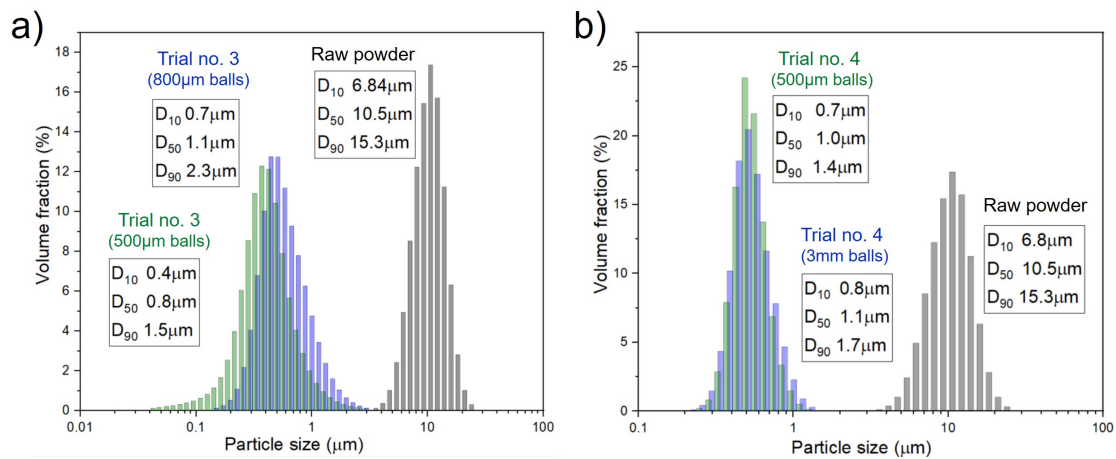 a)
Volume fraction (%)
18
16
14
12
10
8
6
4
2
0
0.01
0.1
1
10
100
Particle size (μm)
Trial no. 3
(800μm balls)
D10 0.7μm
D50 1.1μm
D90 2.3μm
Raw powder
D10 6.84μm
D50 10.5μm
D90 15.3μm
Trial no. 3
(500μm balls)
D10 0.4μm
D50 0.8μm
D90 1.5μm
b)
Volume fraction (%)
25
20
15
10
5
0
0.1
1
10
100
Particle size (μm)
Trial no. 4
(500μm balls)
D10 0.7μm
D50 1.0μm
D90 1.4μm
Trial no. 4
(3mm balls)
D10 0.8μm
D50 1.1μm
D90 1.7μm
Raw powder
D10 6.8μm
D50 10.5μm
D90 15.3μm